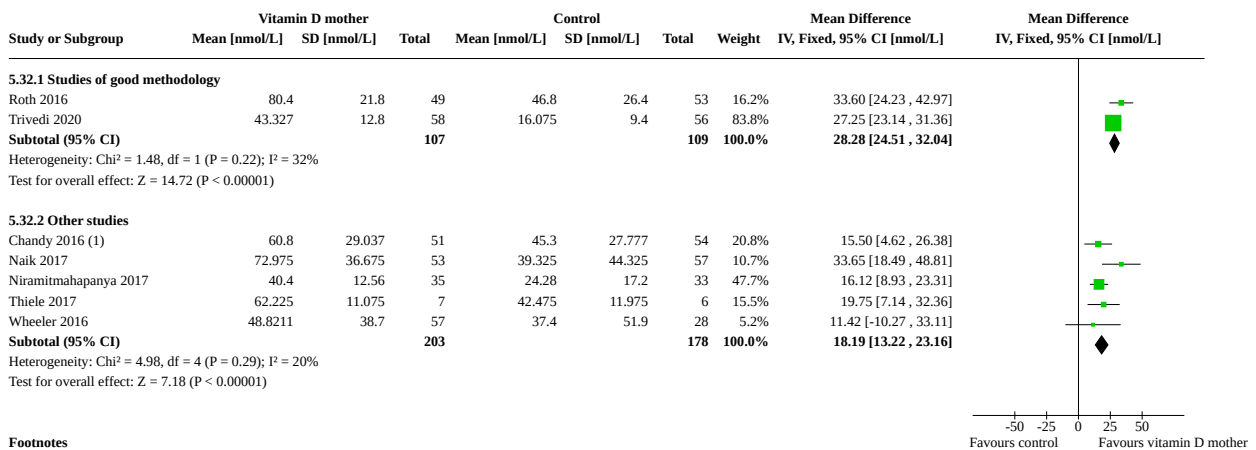 Vitamin D mother Control Mean Difference Mean Difference
Study or Subgroup Mean [nmol/L] SD [nmol/L] Total Mean [nmol/L] SD [nmol/L] Total Weight IV, Fixed, 95% CI [nmol/L] IV, Fixed, 95% CI [nmol/L]
5.32.1 Studies of good methodology
Roth 2016 80.4 21.8 49 46.8 26.4 53 16.2% 33.60 [24.23 , 42.97]
Trivedi 2020 43.327 12.8 58 16.075 9.4 56 83.8% 27.25 [23.14 , 31.36]
Subtotal (95% CI) 107 109 100.0% 28.28 [24.51 , 32.04]
Heterogeneity: Chi² = 1.48, df = 1 (P = 0.22); I² = 32%
Test for overall effect: Z = 14.72 (P < 0.00001)
5.32.2 Other studies
Chandy 2016 (1) 60.8 29.037 51 45.3 27.777 54 20.8% 15.50 [4.62 , 26.38]
Naik 2017 72.975 36.675 53 39.325 44.325 57 10.7% 33.65 [18.49 , 48.81]
Niramitmahapanya 2017 40.4 12.56 35 24.28 17.2 33 47.7% 16.12 [8.93 , 23.31]
Thiele 2017 62.225 11.075 7 42.475 11.975 6 15.5% 19.75 [7.14 , 32.36]
Wheeler 2016 48.8211 38.7 57 37.4 51.9 28 5.2% 11.42 [-10.27 , 33.11]
Subtotal (95% CI) 203 178 100.0% 18.19 [13.22 , 23.16]
Heterogeneity: Chi² = 4.98, df = 4 (P = 0.29); I² = 20%
Test for overall effect: Z = 7.18 (P < 0.00001)
-50 -25 0 25 50
Footnotes Favours control Favours vitamin D mother